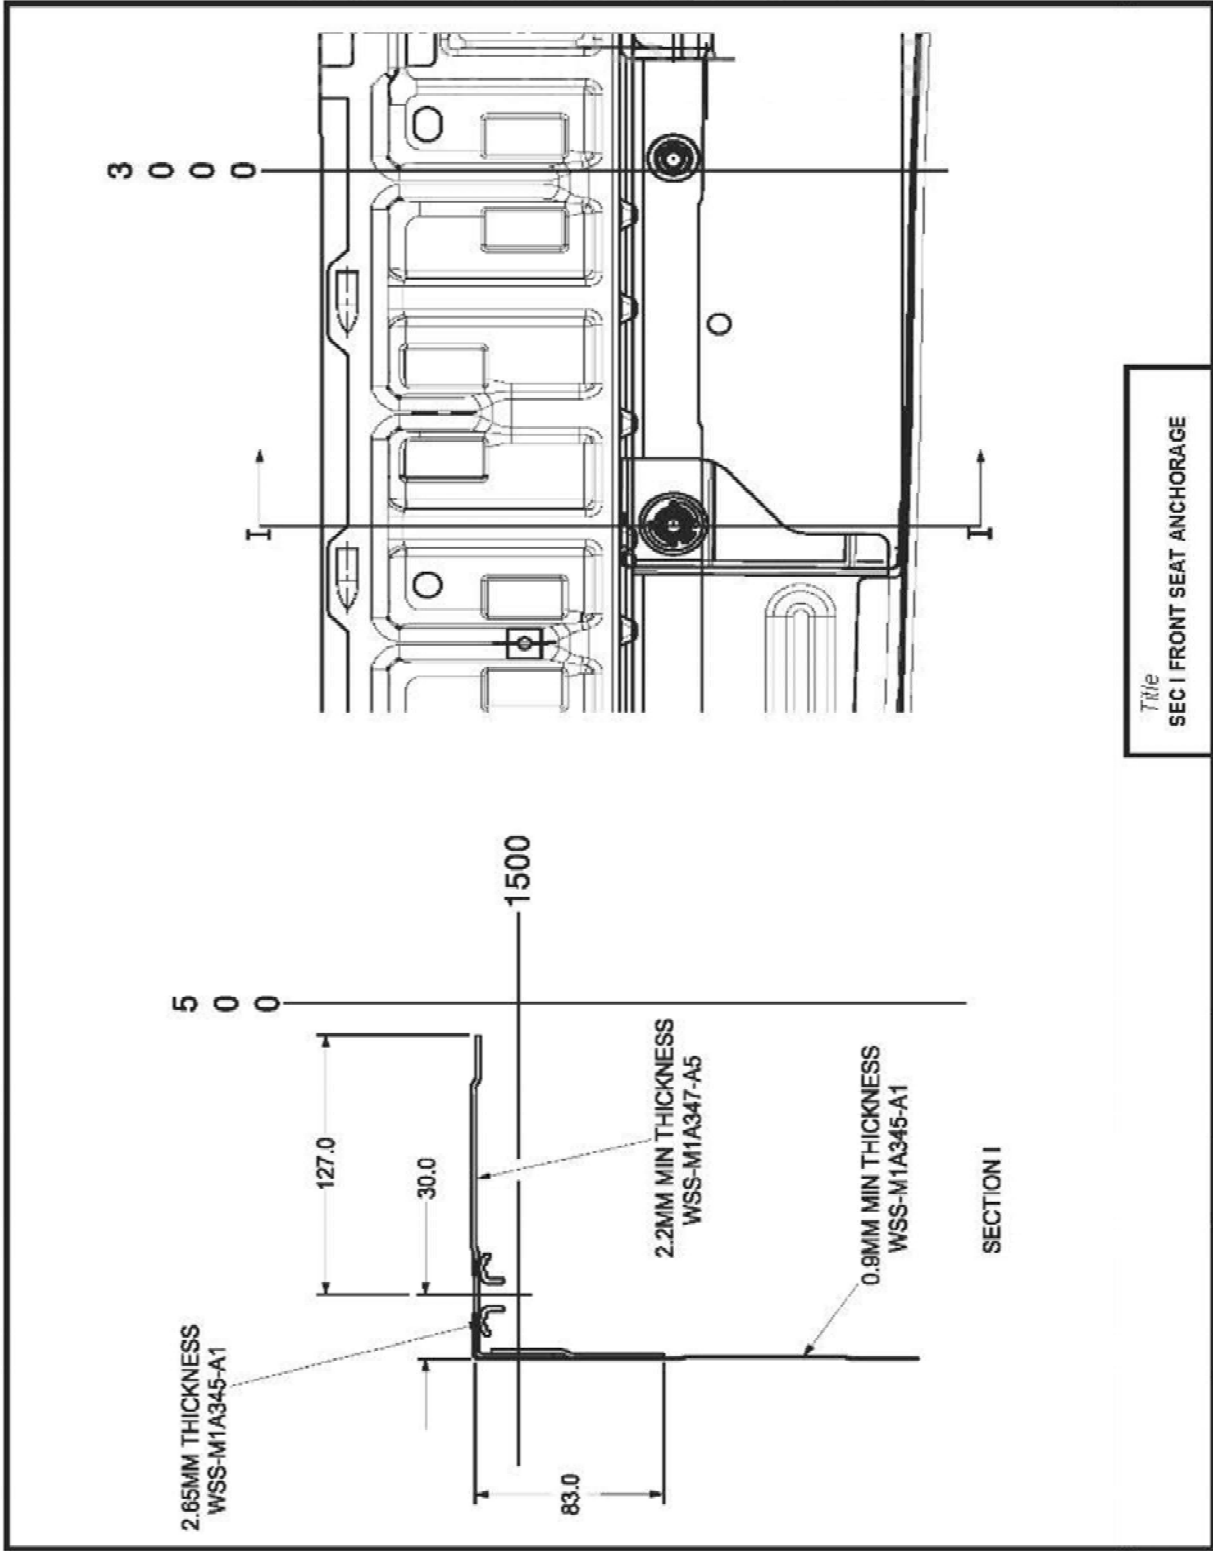 3 0 0 0
I
I
5 0 0
1500
127.0
30.0
83.0
2.65MM THICKNESS
WSS-M1A345-A1
2.2MM MIN THICKNESS
WSS-M1A347-A5
0.9MM MIN THICKNESS
WSS-M1A345-A1
SECTION I
Title
SEC I FRONT SEAT ANCHORAGE